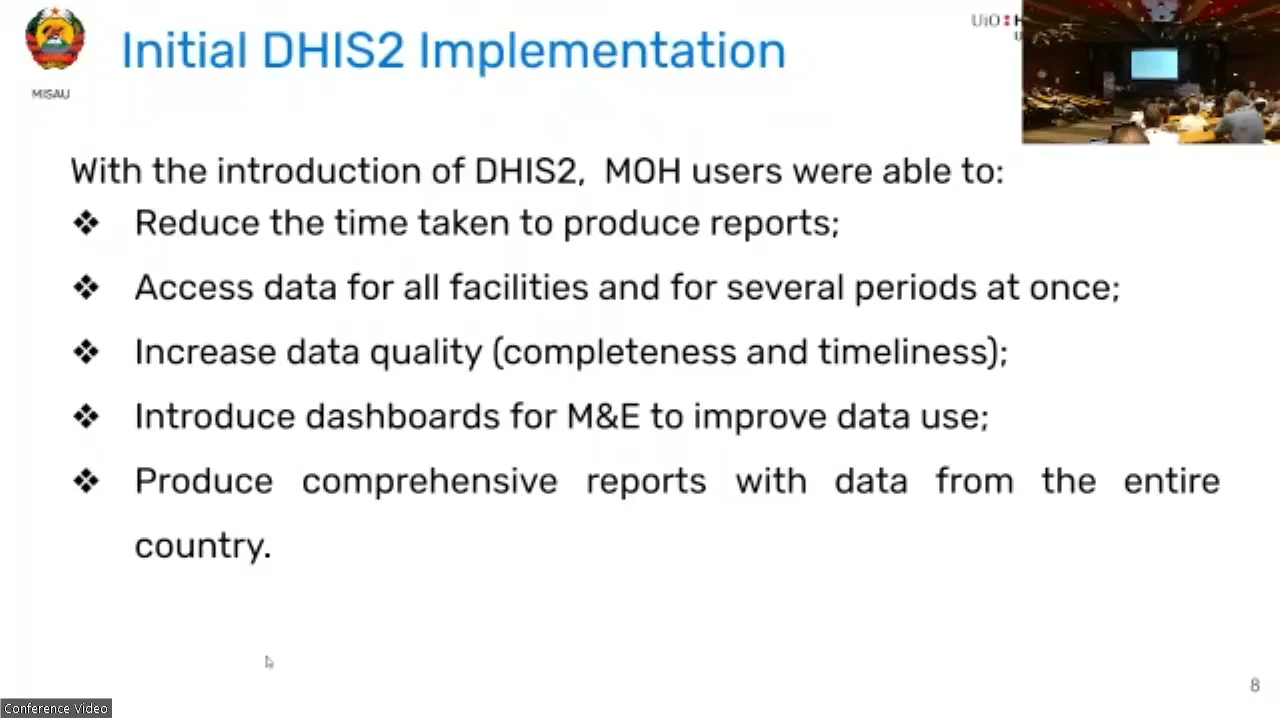 Initial DHIS2 Implementation
UiO
MISAU
With the introduction of DHIS2, MOH users were able to:
❖ Reduce the time taken to produce reports;
❖ Access data for all facilities and for several periods at once;
❖ Increase data quality (completeness and timeliness);
❖ Introduce dashboards for M&E to improve data use;
❖ Produce comprehensive reports with data from the entire
country.
8
Conference Video